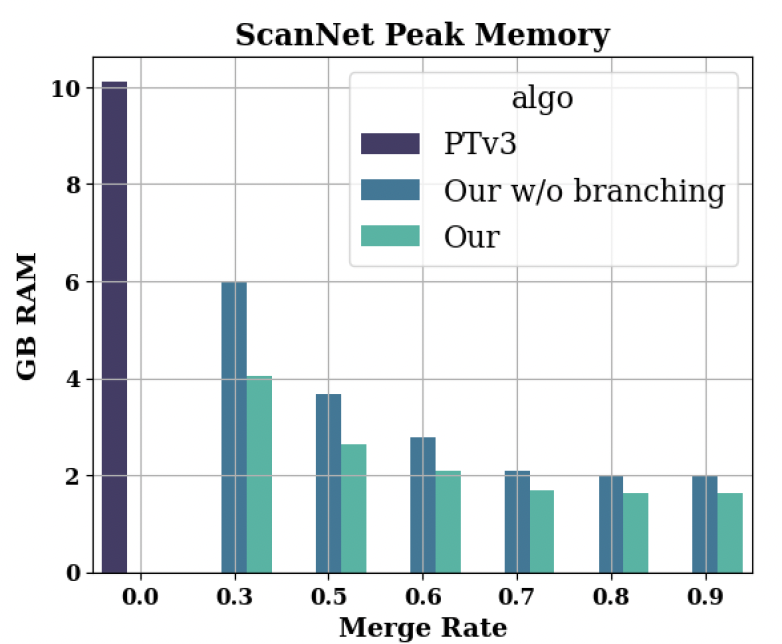 ScanNet Peak Memory
algo
PTv3
Our w/o branching
Our
GB RAM
10
8
6
4
2
0
0.0 0.3 0.5 0.6 0.7 0.8 0.9
Merge Rate